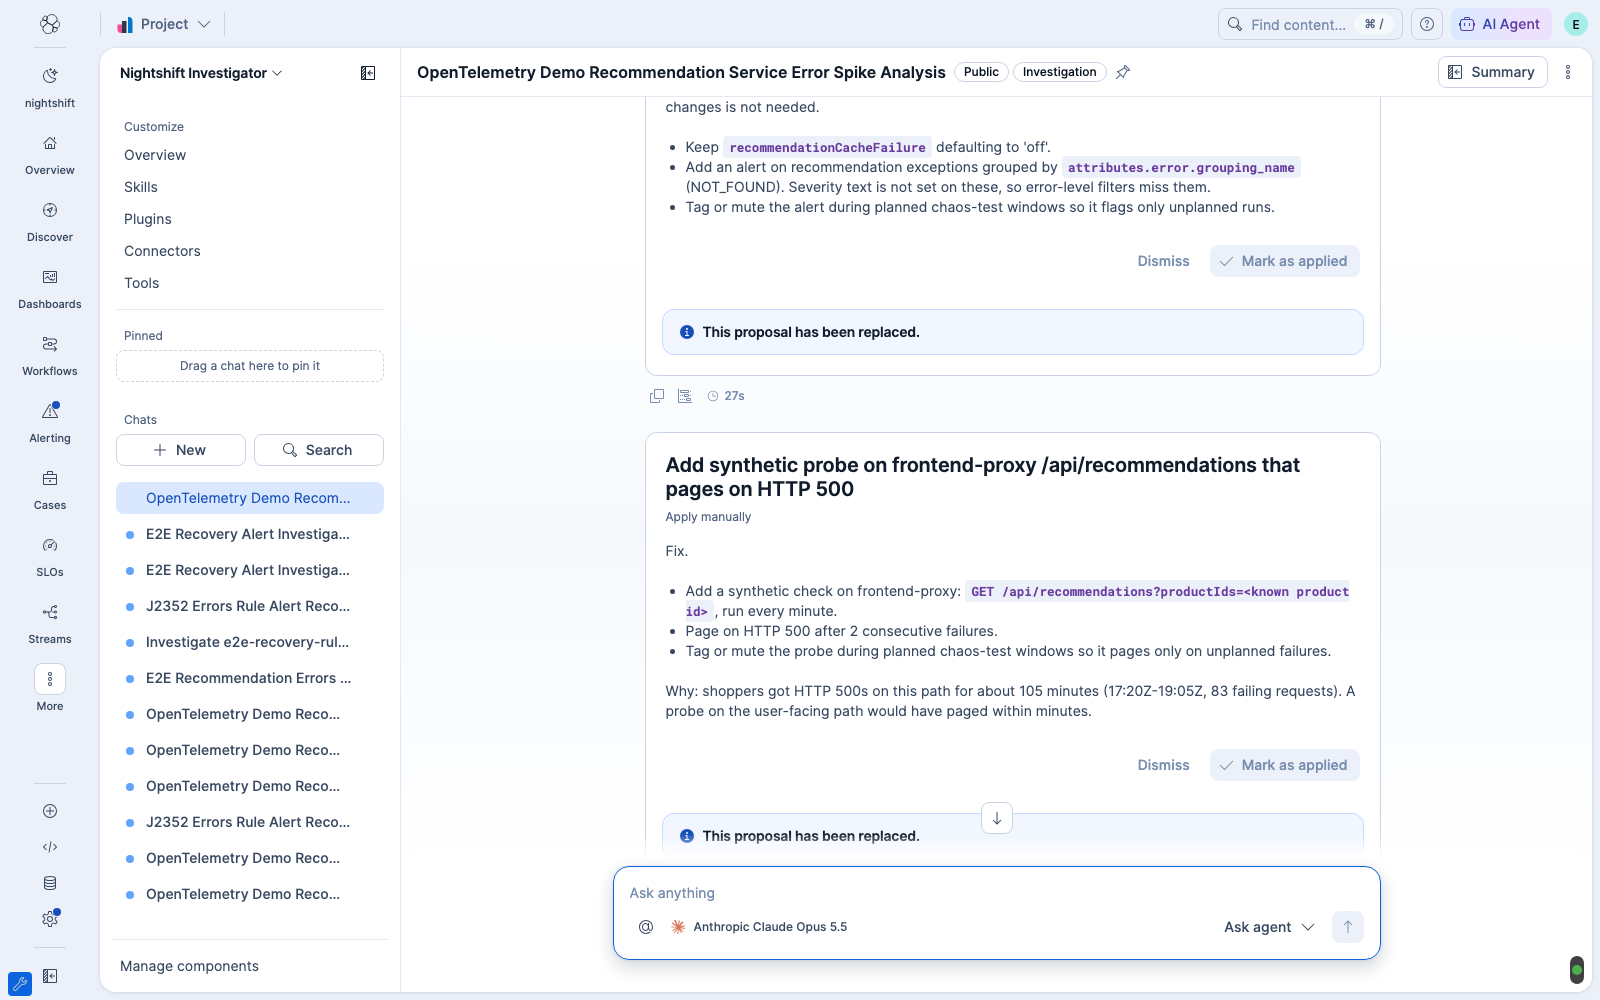 Project
Find content...
⌘ /
AI Agent
E
nightshift
Overview
Discover
Dashboards
Workflows
Alerting
Cases
SLOs
Streams
More
Nightshift Investigator
Customize
Overview
Skills
Plugins
Connectors
Tools
Pinned
Drag a chat here to pin it
Chats
New
Search
OpenTelemetry Demo Recom...
E2E Recovery Alert Investiga...
E2E Recovery Alert Investiga...
J2352 Errors Rule Alert Reco...
Investigate e2e-recovery-rul...
E2E Recommendation Errors ...
OpenTelemetry Demo Reco...
OpenTelemetry Demo Reco...
OpenTelemetry Demo Reco...
J2352 Errors Rule Alert Reco...
OpenTelemetry Demo Reco...
OpenTelemetry Demo Reco...
Manage components
OpenTelemetry Demo Recommendation Service Error Spike Analysis
Public
Investigation
Summary
changes is not needed.
Keep recommendationCacheFailure defaulting to 'off'.
Add an alert on recommendation exceptions grouped by attributes.error.grouping_name
(NOT_FOUND). Severity text is not set on these, so error-level filters miss them.
Tag or mute the alert during planned chaos-test windows so it flags only unplanned runs.
Dismiss
Mark as applied
This proposal has been replaced.
27s
Add synthetic probe on frontend-proxy /api/recommendations that
pages on HTTP 500
Apply manually
Fix.
Add a synthetic check on frontend-proxy: GET /api/recommendations?productIds=<known product
id> , run every minute.
Page on HTTP 500 after 2 consecutive failures.
Tag or mute the probe during planned chaos-test windows so it pages only on unplanned failures.
Why: shoppers got HTTP 500s on this path for about 105 minutes (17:20Z-19:05Z, 83 failing requests). A
probe on the user-facing path would have paged within minutes.
Dismiss
Mark as applied
This proposal has been replaced.
Ask anything
Anthropic Claude Opus 5.5
Ask agent